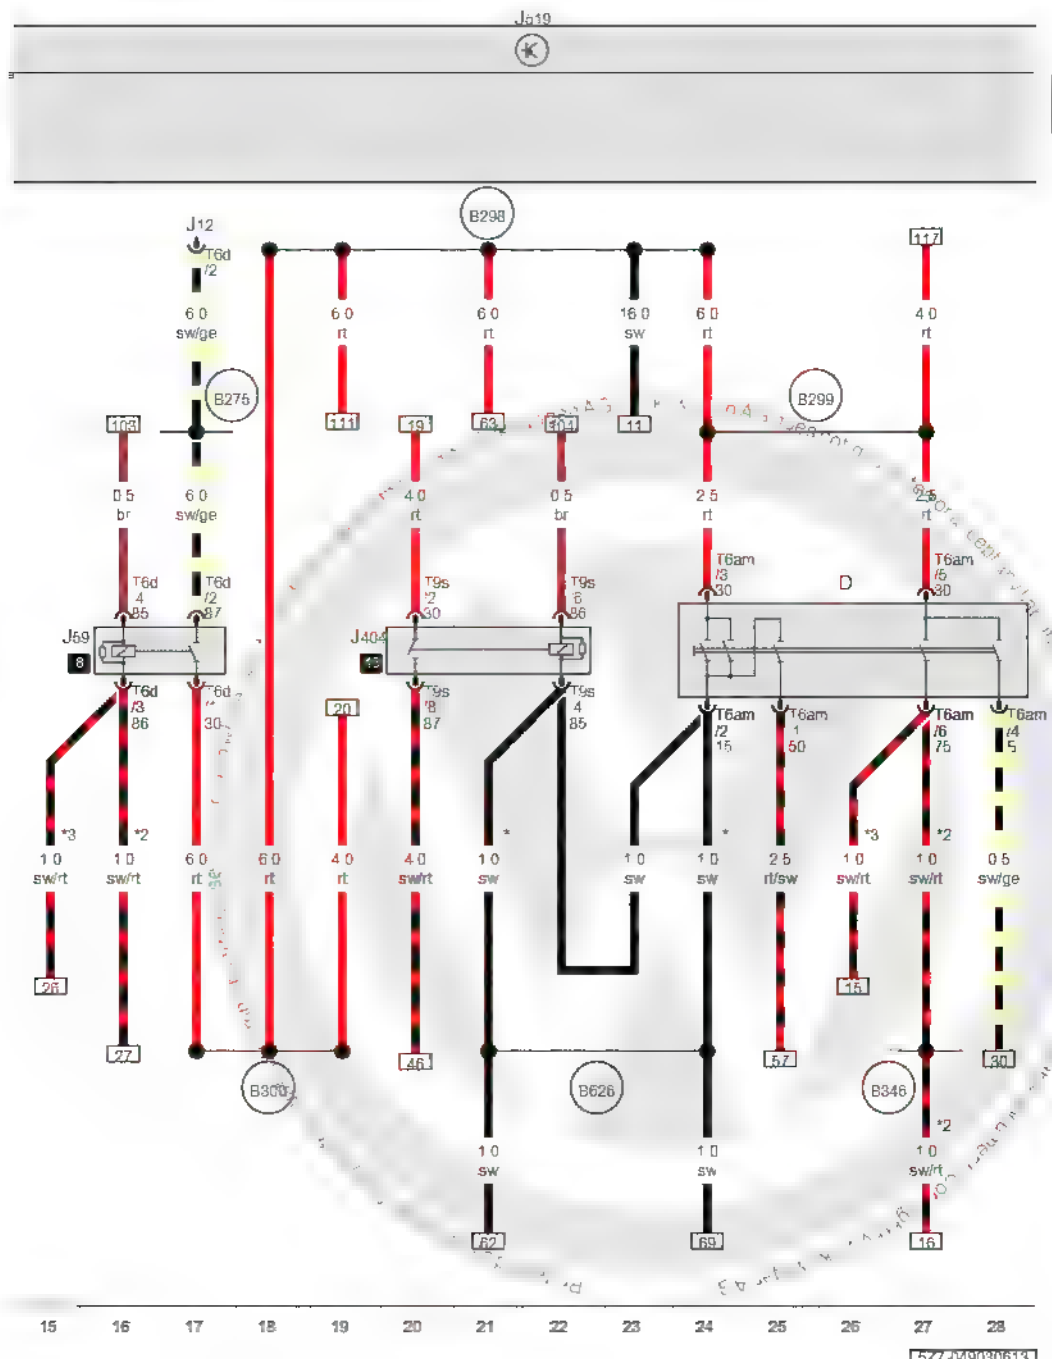 J519
K
B298
J12
T6d
/2
117
6.0
sw/ge
6.0
rt
6.0
rt
16.0
sw
6.0
rt
4.0
rt
B275
B299
103
111
19
63
104
11
0.5
br
6.0
sw/ge
4.0
rt
0.5
br
2.5
rt
2.5
rt
T6d
4
85
T6d
/2
87
T9s
/2
30
T9s
6
86
T6am
/3
30
T6am
/5
30
D
J59
8
J404
13
T6d
/3
86
T6d
30
20
T9s
/8
87
T9s
4
85
T6am
/2
15
T6am
1
50
T6am
/6
75
T6am
/4
5
*3
*2
*
*
*3
*2
1.0
sw/rt
1.0
sw/rt
6.0
rt
6.0
rt
4.0
rt
4.0
sw/rt
1.0
sw
1.0
sw
1.0
sw
2.5
rt/sw
1.0
sw/rt
1.0
sw/rt
0.5
sw/ge
26
15
27
46
57
30
B300
B626
B346
*2
1.0
sw
1.0
sw
1.0
sw/rt
62
69
16
15 16 17 18 19 20 21 22 23 24 25 26 27 28
5Z7-049030613